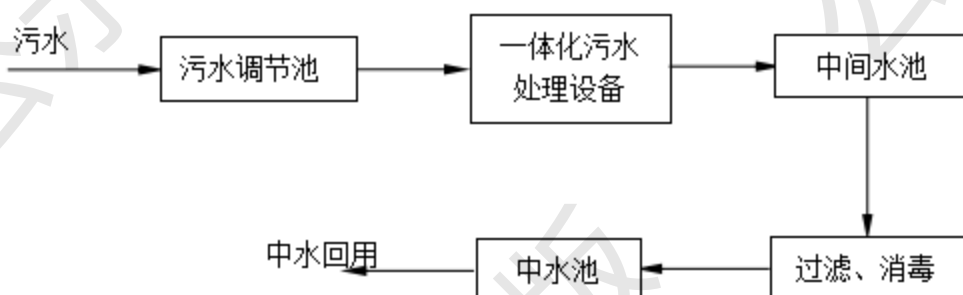 污水
污水调节池
一体化污水
处理设备
中间水池
过滤、消毒
中水池
中水回用